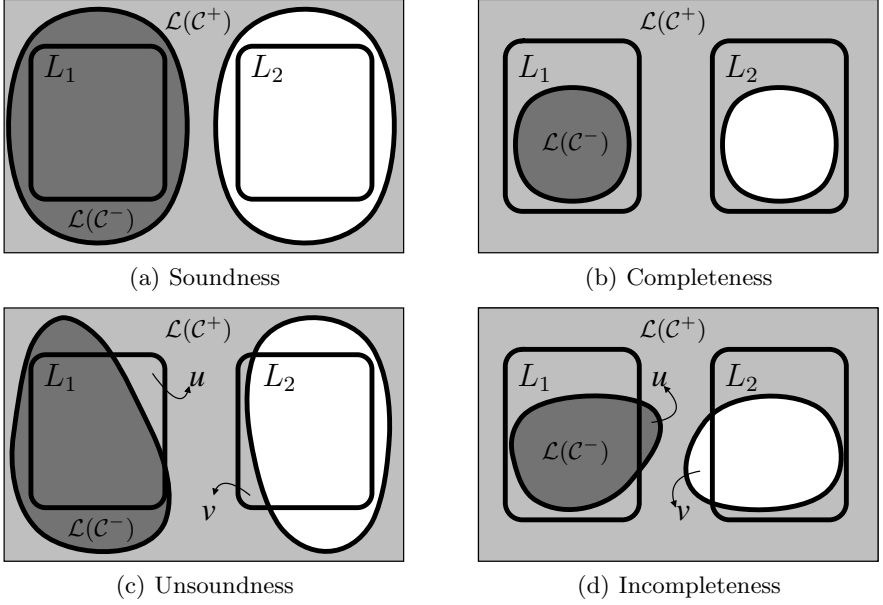 𝓛(𝓒⁺)
L₁
L₂
𝓛(𝓒⁻)
(a) Soundness
𝓛(𝓒⁺)
L₁
L₂
𝓛(𝓒⁻)
(b) Completeness
𝓛(𝓒⁺)
L₁
u
L₂
v
𝓛(𝓒⁻)
(c) Unsoundness
𝓛(𝓒⁺)
L₁
u
L₂
𝓛(𝓒⁻)
v
(d) Incompleteness